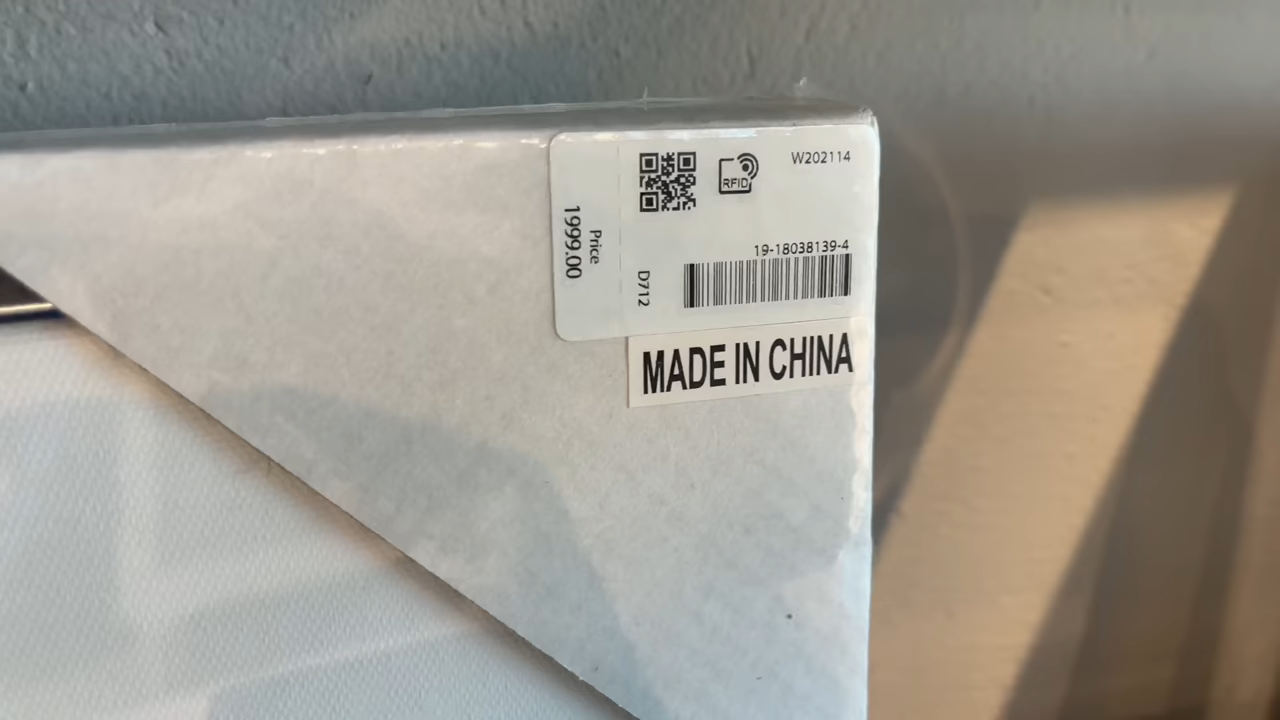 W202114
RFID
19-18038139-4
Price
1999.00
D712
MADE IN CHINA